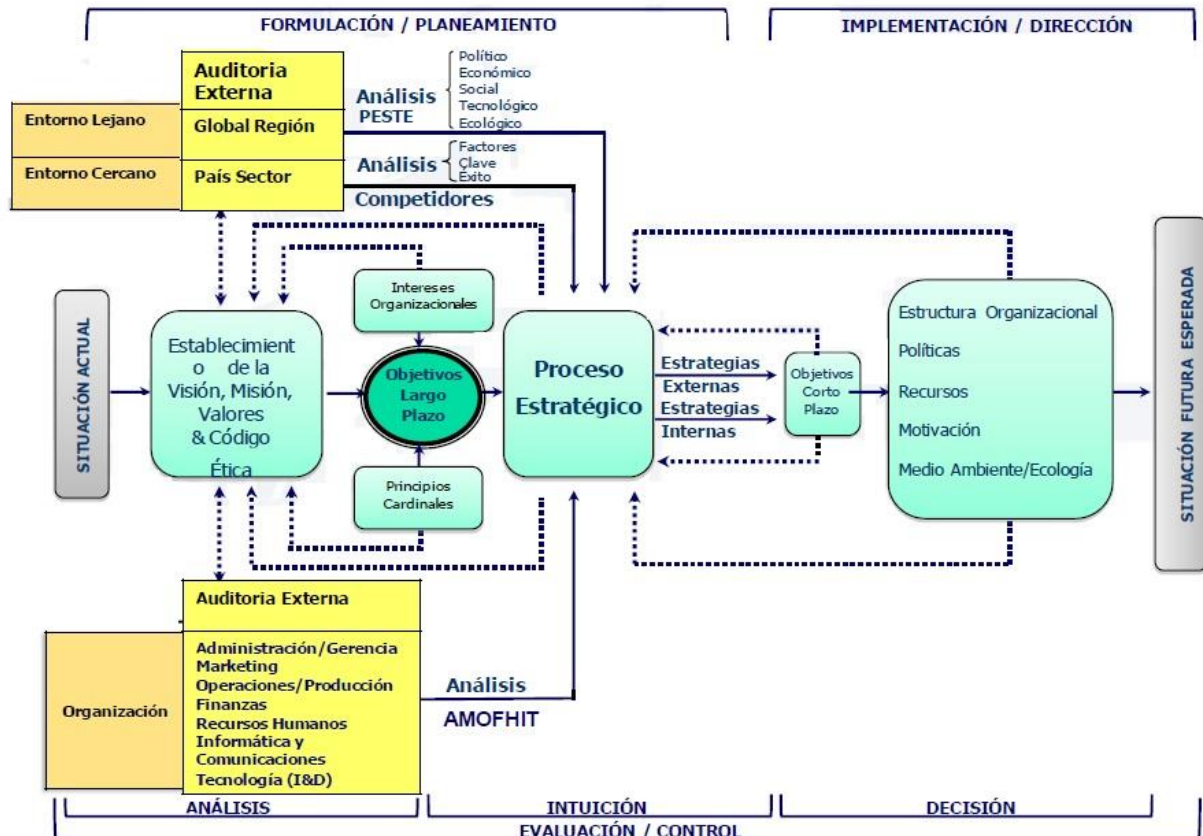 FORMULACIÓN / PLANEAMIENTO
IMPLEMENTACIÓN / DIRECCIÓN
Auditoria
Externa
Entorno Lejano
Global Región
Entorno Cercano
País Sector
Análisis
PESTE
Político
Económico
Social
Tecnológico
Ecológico
Análisis
Competidores
Factores
Clave
Éxito
SITUACIÓN ACTUAL
Establecimient
o de la
Visión, Misión,
Valores
& Código
Ética
Intereses
Organizacionales
Objetivos
Largo
Plazo
Principios
Cardinales
Proceso
Estratégico
Estrategias
Externas
Estrategias
Internas
Objetivos
Corto
Plazo
Estructura Organizacional
Políticas
Recursos
Motivación
Medio Ambiente/Ecología
SITUACIÓN FUTURA ESPERADA
Auditoria Externa
Organización
Administración/Gerencia
Marketing
Operaciones/Producción
Finanzas
Recursos Humanos
Informática y
Comunicaciones
Tecnología (I&D)
Análisis
AMOFHIT
ANÁLISIS
INTUICIÓN
DECISIÓN
EVALUACIÓN / CONTROL